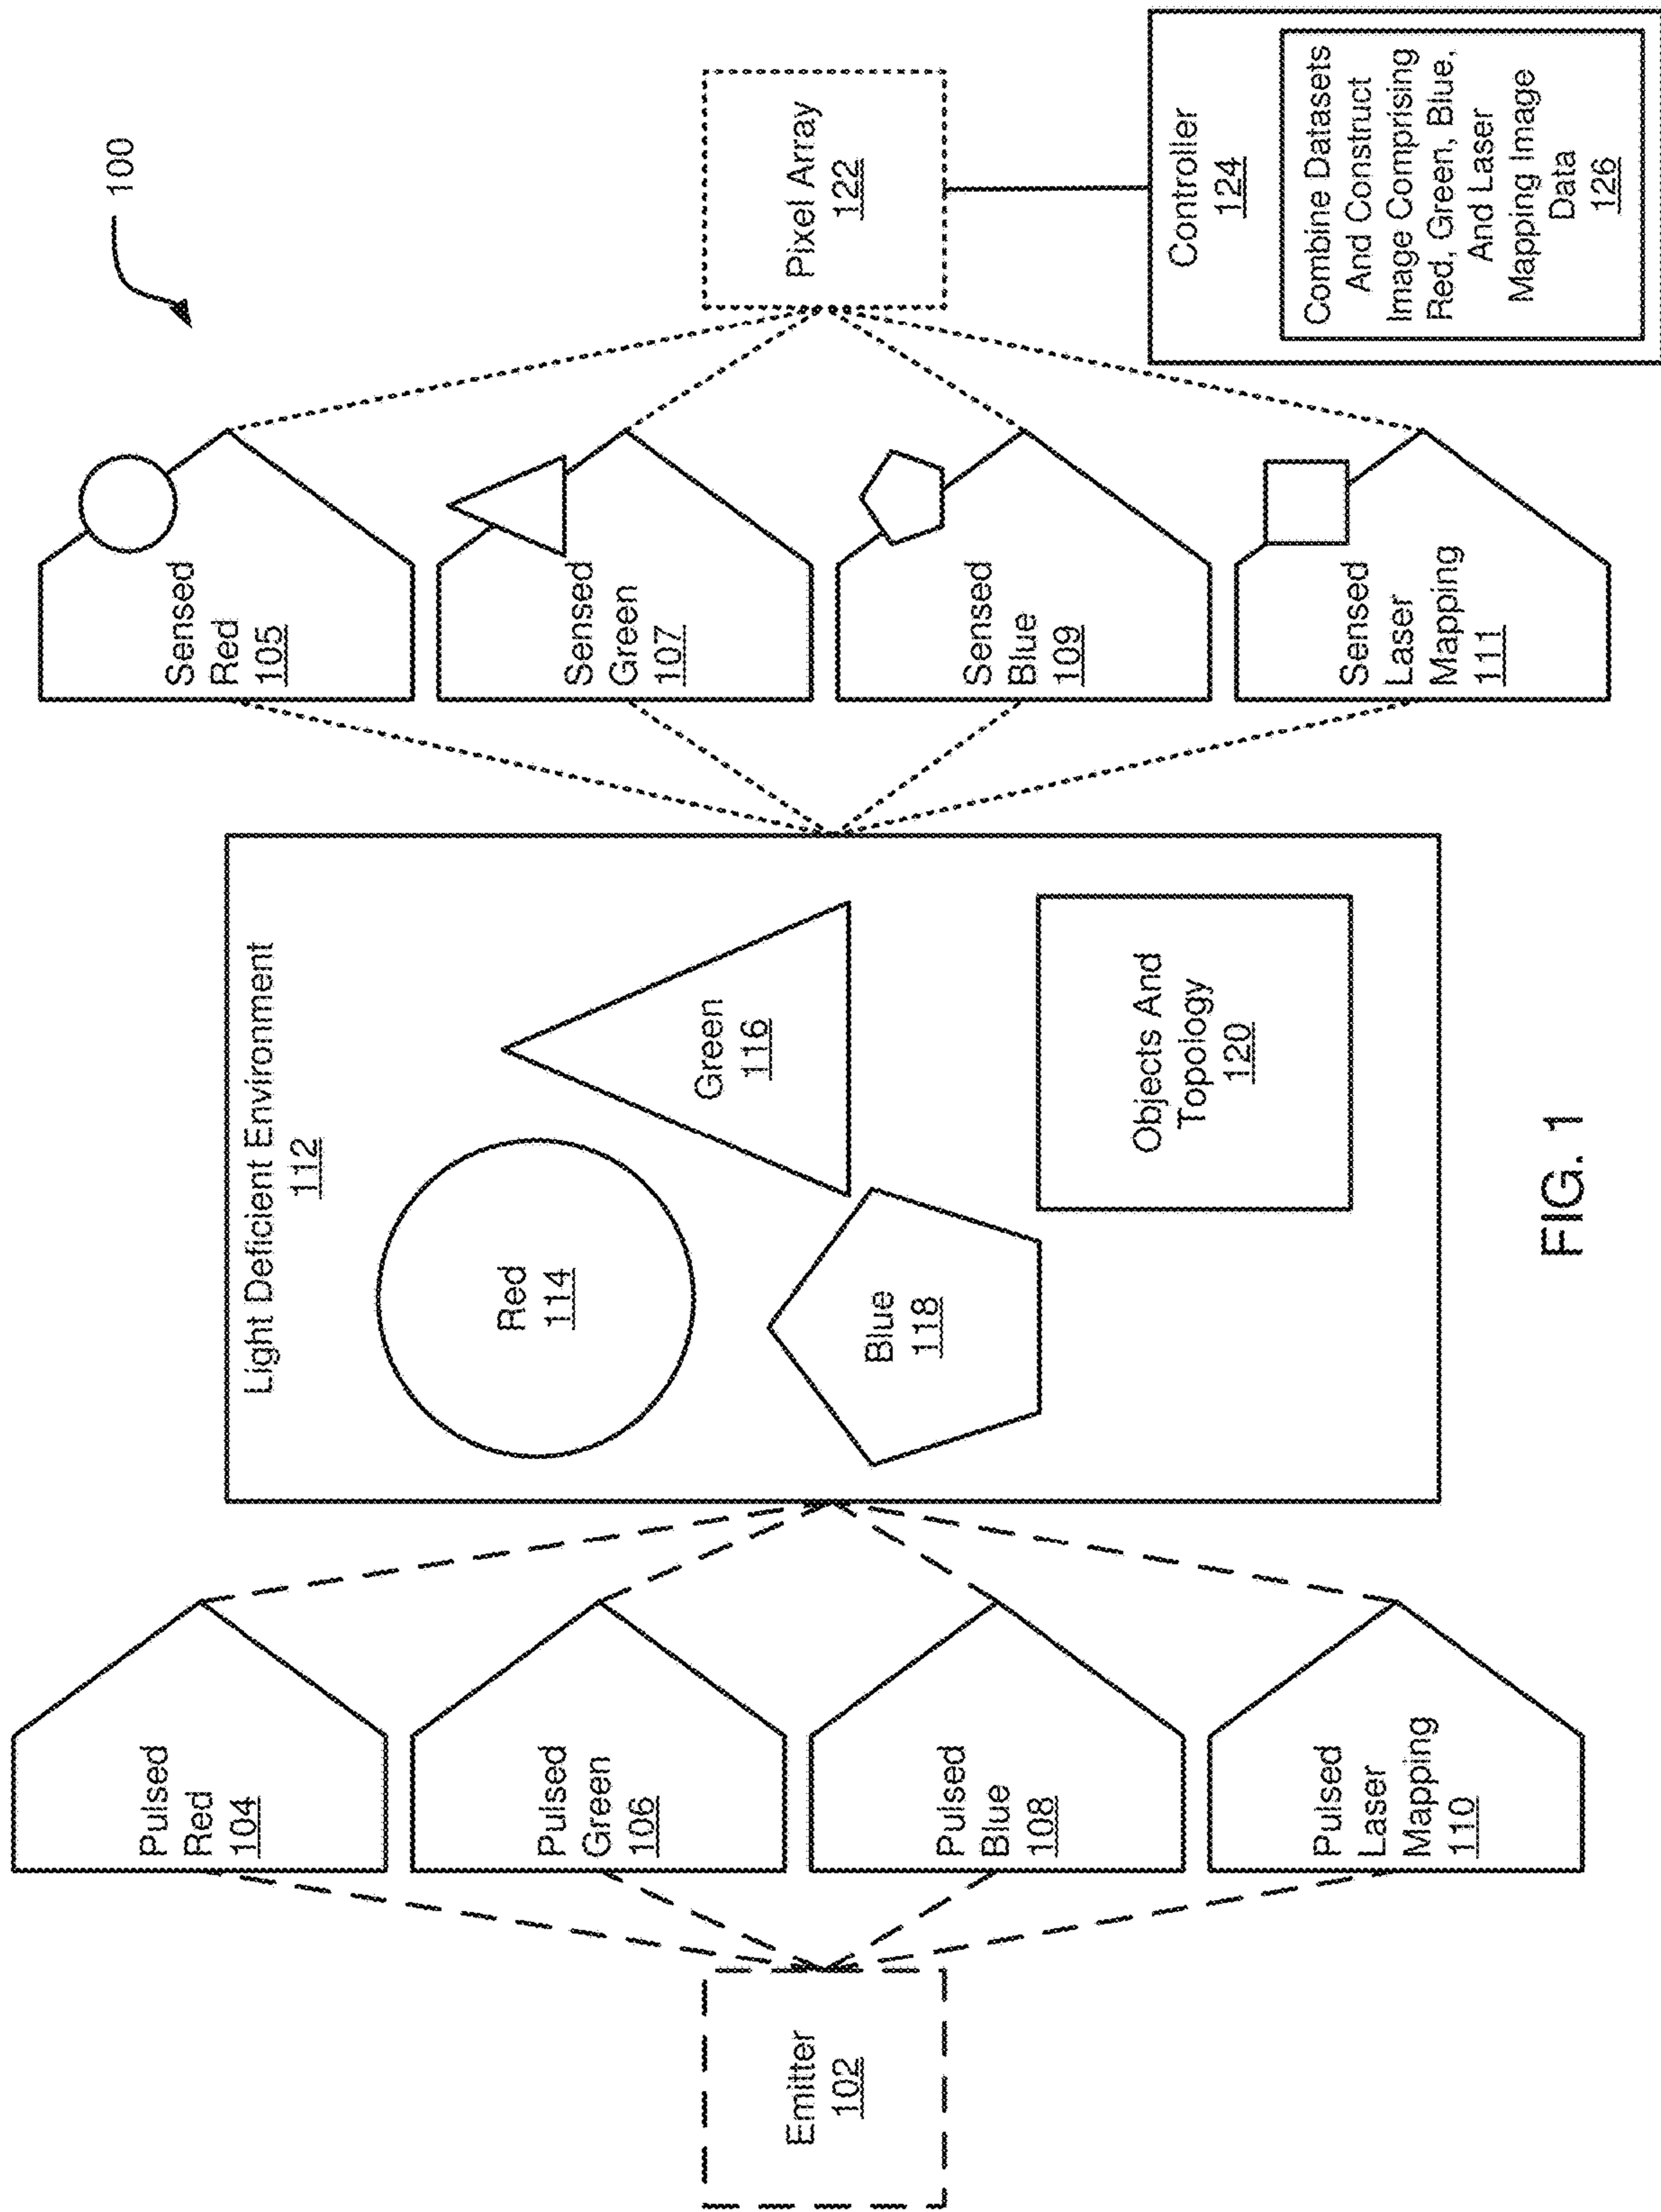 100
Emitter
102
Pulsed
Red
104
Pulsed
Green
106
Pulsed
Blue
108
Pulsed
Laser
Mapping
110
Light Deficient Environment
112
Red
114
Green
116
Blue
118
Objects And
Topology
120
Sensed
Red
105
Sensed
Green
107
Sensed
Blue
109
Sensed
Laser
Mapping
111
Pixel Array
122
Controller
124
Combine Datasets
And Construct
Image Comprising
Red, Green, Blue,
And Laser
Mapping Image
Data
126
FIG. 1